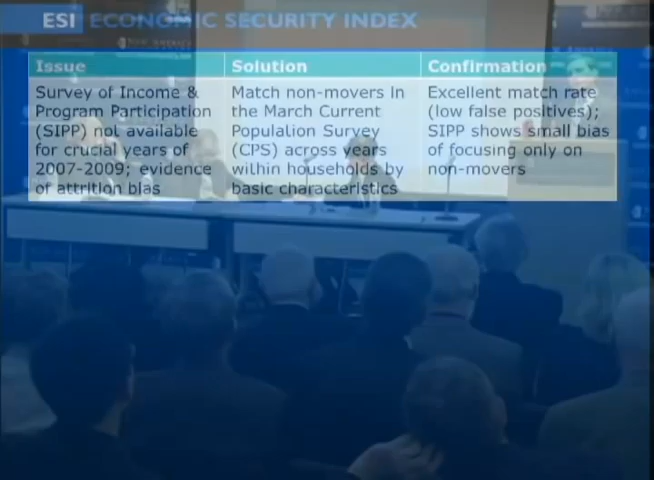 ESI ECONOMIC SECURITY INDEX
Issue
Solution
Confirmation
Survey of Income &
Program Participation
(SIPP) not available
for crucial years of
2007-2009; evidence
of attrition bias
Match non-movers in
the March Current
Population Survey
(CPS) across years
within households by
basic characteristics
Excellent match rate
(low false positives);
SIPP shows small bias
of focusing only on
non-movers